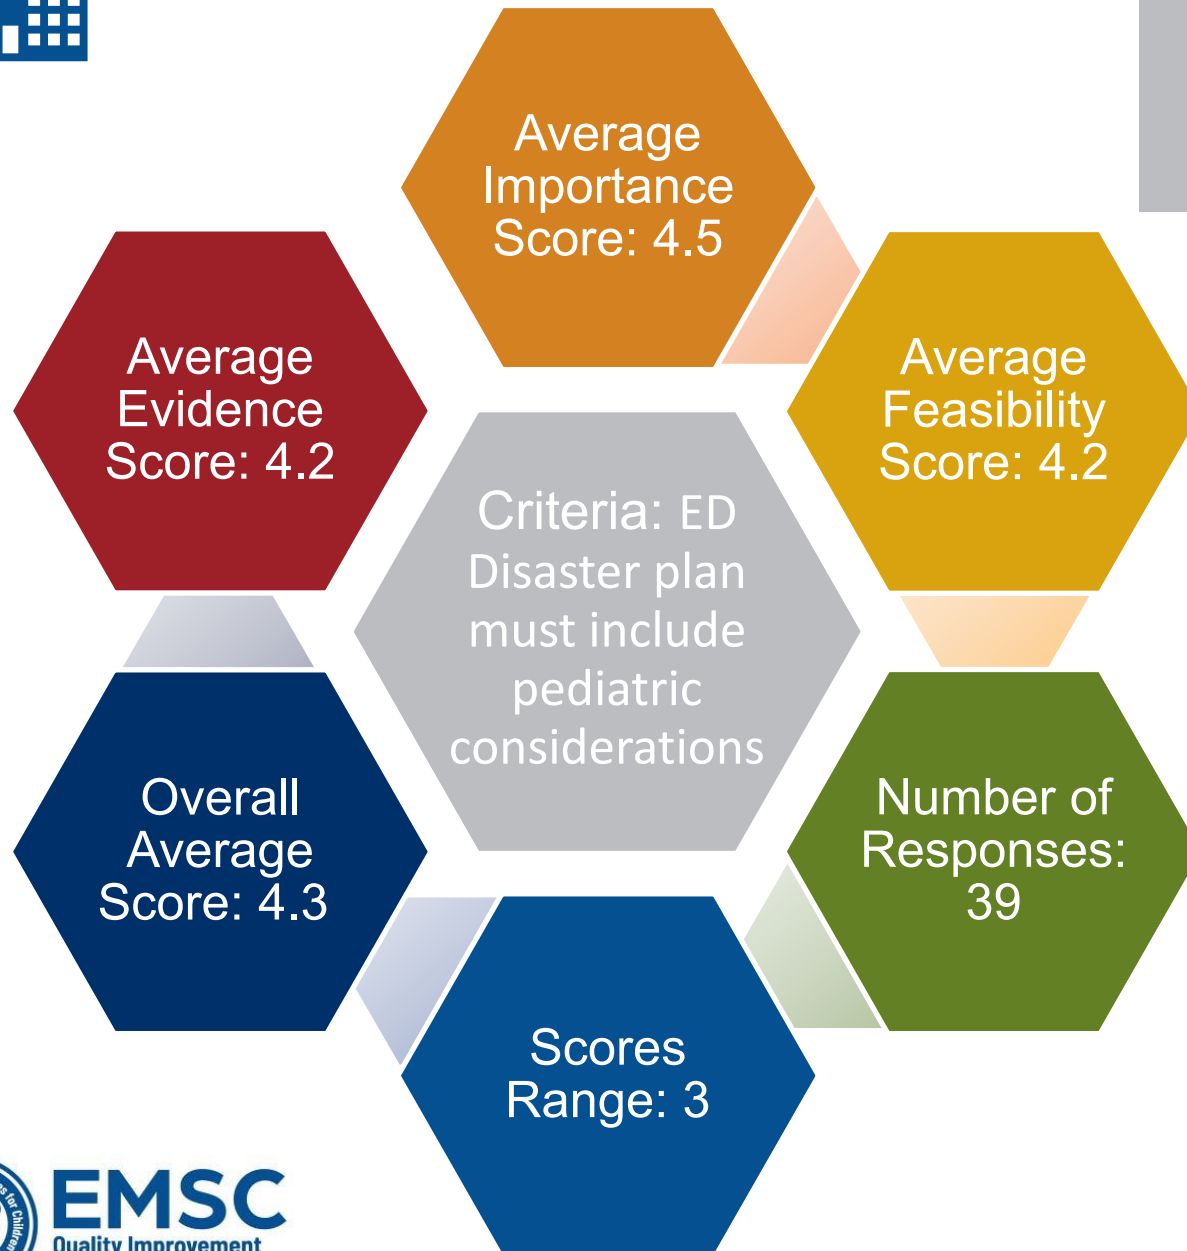 Average
Importance
Score: 4.5
Average
Evidence
Score: 4.2
Average
Feasibility
Score: 4.2
Criteria: ED
Disaster plan
must include
pediatric
considerations
Overall
Average
Score: 4.3
Number of
Responses:
39
Scores
Range: 3
for Children
EMSC
Quality Improvement